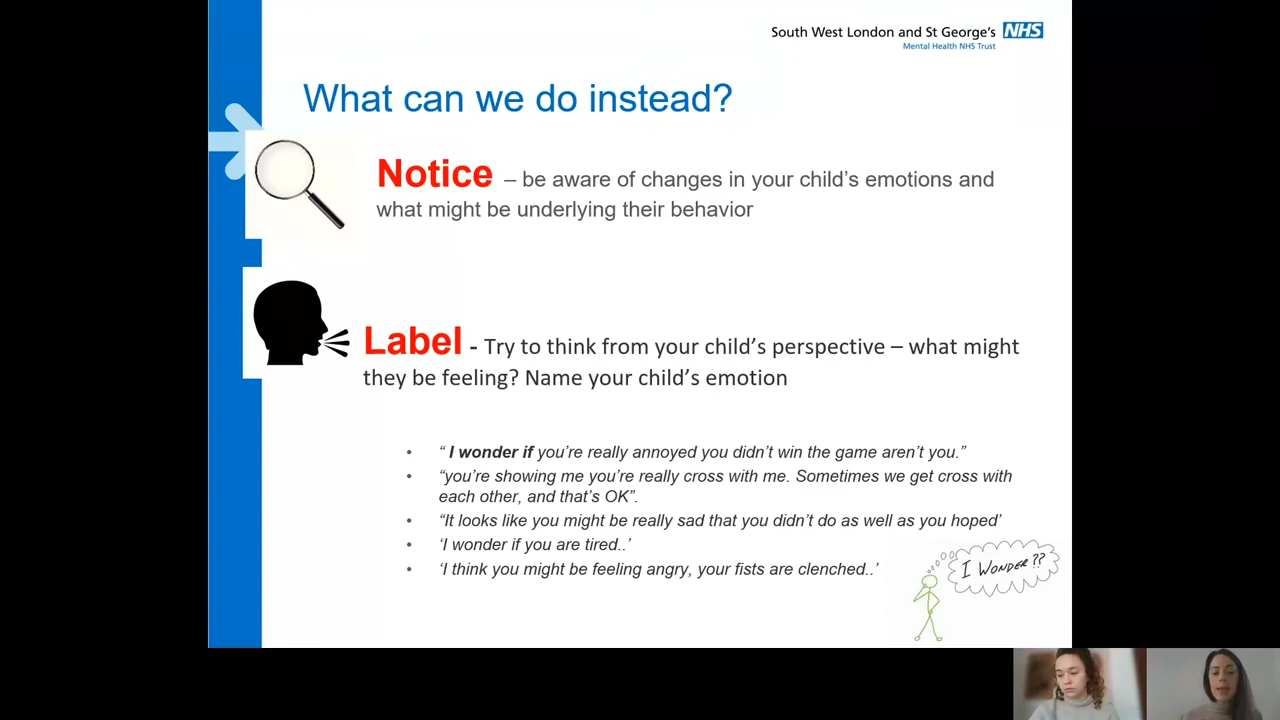 South West London and St George's NHS
Mental Health NHS Trust
What can we do instead?
Notice – be aware of changes in your child’s emotions and
what might be underlying their behavior
Label - Try to think from your child’s perspective – what might
they be feeling? Name your child’s emotion
• “ I wonder if you’re really annoyed you didn’t win the game aren’t you.”
• “you’re showing me you’re really cross with me. Sometimes we get cross with
each other, and that’s OK”.
• “It looks like you might be really sad that you didn’t do as well as you hoped’
• ‘I wonder if you are tired..’
• ‘I think you might be feeling angry, your fists are clenched..’
I WONDER??